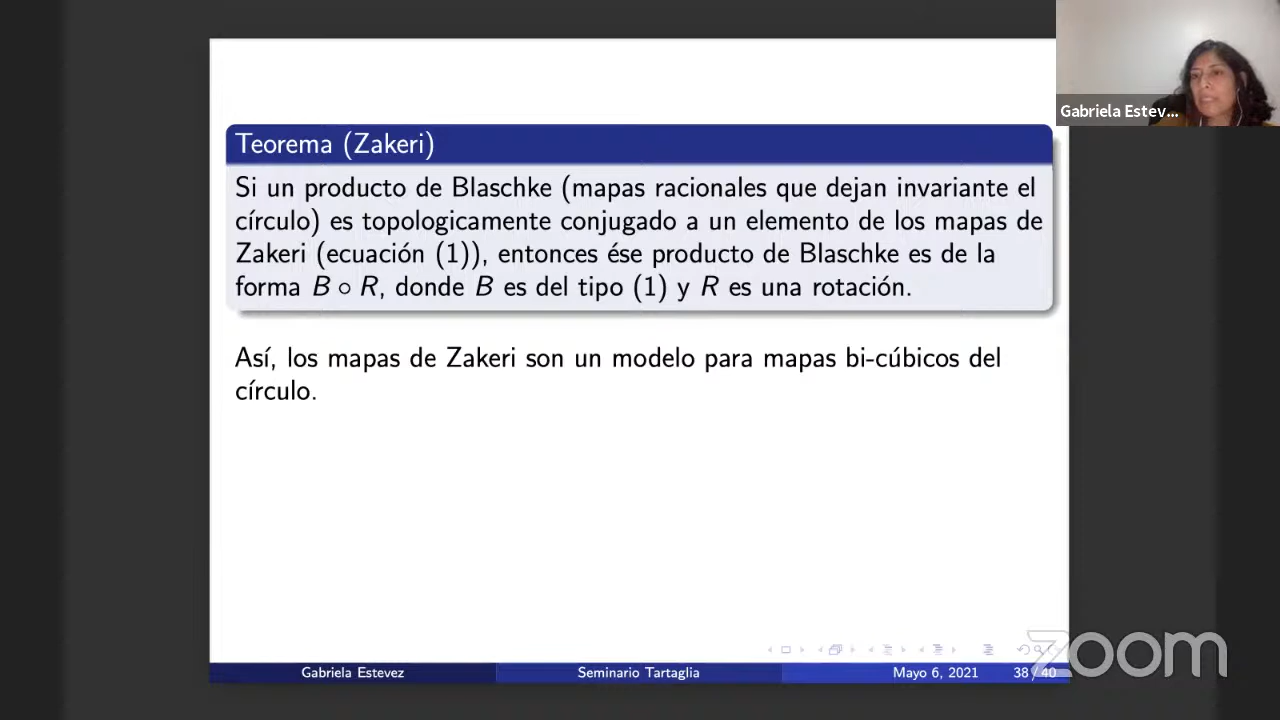 Gabriela Estev...
Teorema (Zakeri)
Si un producto de Blaschke (mapas racionales que dejan invariante el
círculo) es topologicamente conjugado a un elemento de los mapas de
Zakeri (ecuación (1)), entonces ése producto de Blaschke es de la
forma B ∘ R, donde B es del tipo (1) y R es una rotación.
Así, los mapas de Zakeri son un modelo para mapas bi-cúbicos del
círculo.
Gabriela Estevez Seminario Tartaglia Mayo 6, 2021 38 / 40
zoom